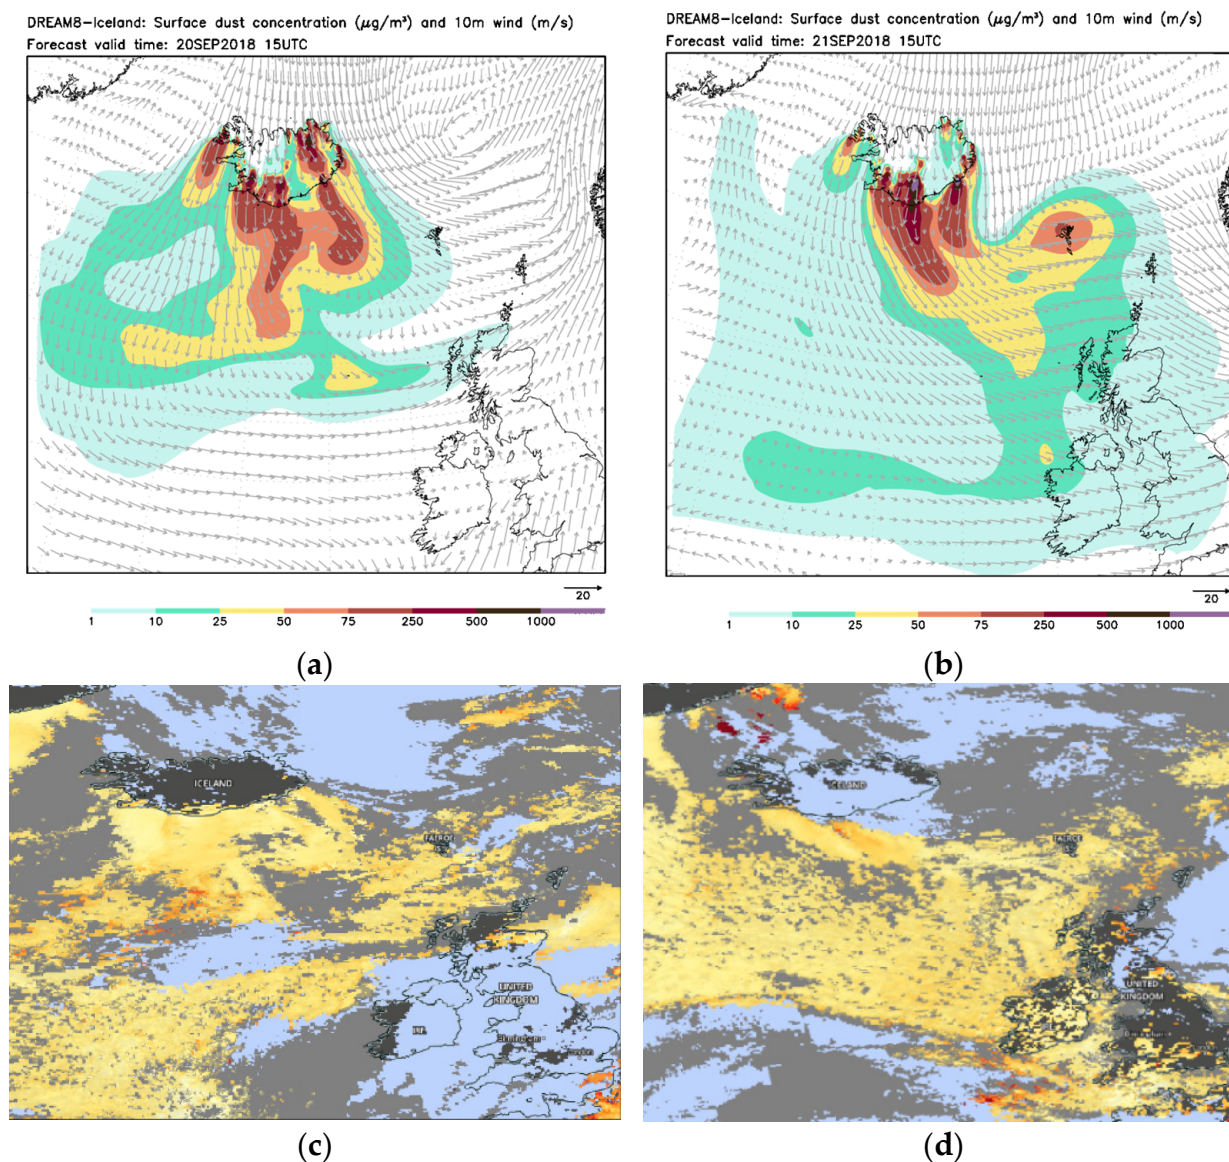 DREAM8-Iceland: Surface dust concentration (μg/m³) and 10m wind (m/s)
Forecast valid time: 20SEP2018 15UTC
20
1 10 25 50 75 250 500 1000
(a)
DREAM8-Iceland: Surface dust concentration (μg/m³) and 10m wind (m/s)
Forecast valid time: 21SEP2018 15UTC
20
1 10 25 50 75 250 500 1000
(b)
ICELAND
FAEROE
UNITED
KINGDOM
Birmingham
(c)
ICELAND
FAEROE
UNITED
KINGDOM
(d)